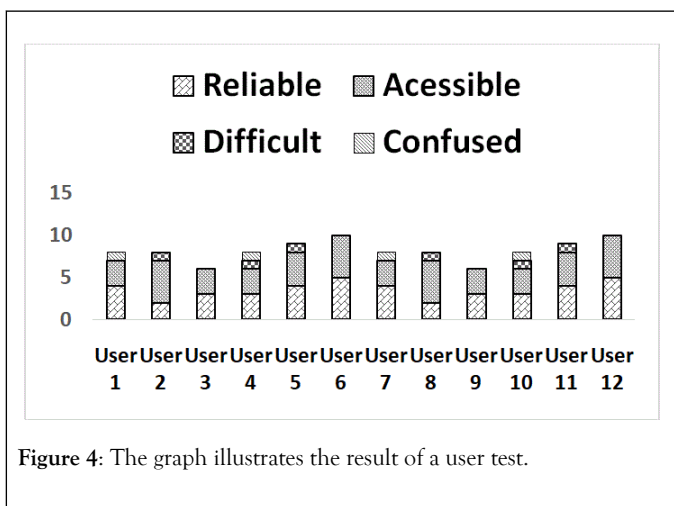 Reliable Acessible
Difficult Confused
15
10
5
0
User User User User User User User User User User User User
1 2 3 4 5 6 7 8 9 10 11 12
Figure 4: The graph illustrates the result of a user test.